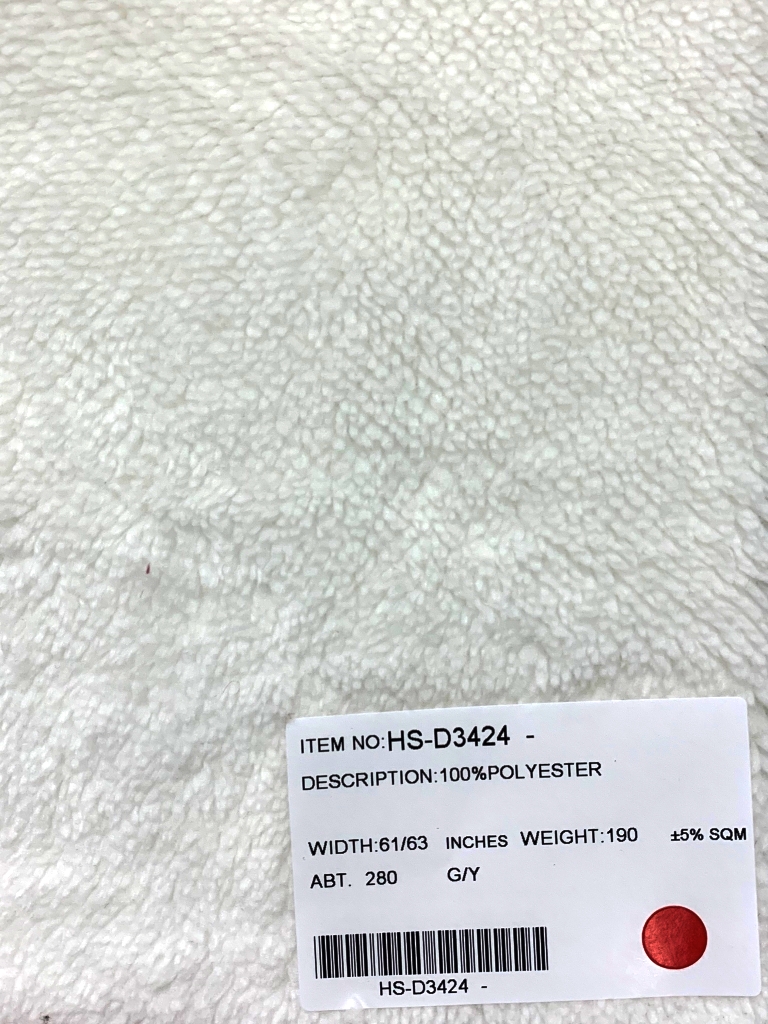 ITEM NO:HS-D3424 -
DESCRIPTION:100%POLYESTER
WIDTH:61/63 INCHES WEIGHT:190 ±5% SQM
ABT. 280 G/Y
HS-D3424 -